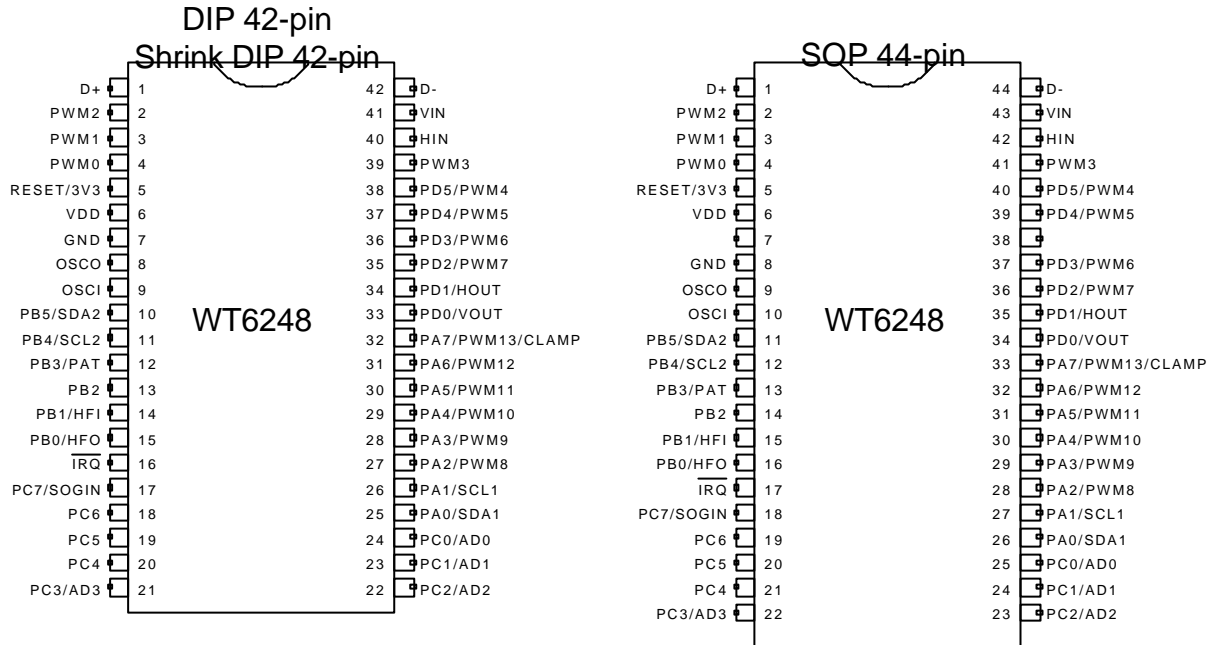 DIP 42-pin
Shrink DIP 42-pin
D+ 1 42 D-
PWM2 2 41 VIN
PWM1 3 40 HIN
PWM0 4 39 PWM3
RESET/3V3 5 38 PD5/PWM4
VDD 6 37 PD4/PWM5
GND 7 36 PD3/PWM6
OSCO 8 35 PD2/PWM7
OSCI 9 34 PD1/HOUT
PB5/SDA2 10 33 PD0/VOUT
WT6248
PB4/SCL2 11 32 PA7/PWM13/CLAMP
PB3/PAT 12 31 PA6/PWM12
PB2 13 30 PA5/PWM11
PB1/HFI 14 29 PA4/PWM10
PB0/HFO 15 28 PA3/PWM9
IRQ 16 27 PA2/PWM8
PC7/SOGIN 17 26 PA1/SCL1
PC6 18 25 PA0/SDA1
PC5 19 24 PC0/AD0
PC4 20 23 PC1/AD1
PC3/AD3 21 22 PC2/AD2
SOP 44-pin
D+ 1 44 D-
PWM2 2 43 VIN
PWM1 3 42 HIN
PWM0 4 41 PWM3
RESET/3V3 5 40 PD5/PWM4
VDD 6 39 PD4/PWM5
7 38
GND 8 37 PD3/PWM6
OSCO 9 36 PD2/PWM7
OSCI 10 35 PD1/HOUT
WT6248
PB5/SDA2 11 34 PD0/VOUT
PB4/SCL2 12 33 PA7/PWM13/CLAMP
PB3/PAT 13 32 PA6/PWM12
PB2 14 31 PA5/PWM11
PB1/HFI 15 30 PA4/PWM10
PB0/HFO 16 29 PA3/PWM9
IRQ 17 28 PA2/PWM8
PC7/SOGIN 18 27 PA1/SCL1
PC6 19 26 PA0/SDA1
PC5 20 25 PC0/AD0
PC4 21 24 PC1/AD1
PC3/AD3 22 23 PC2/AD2